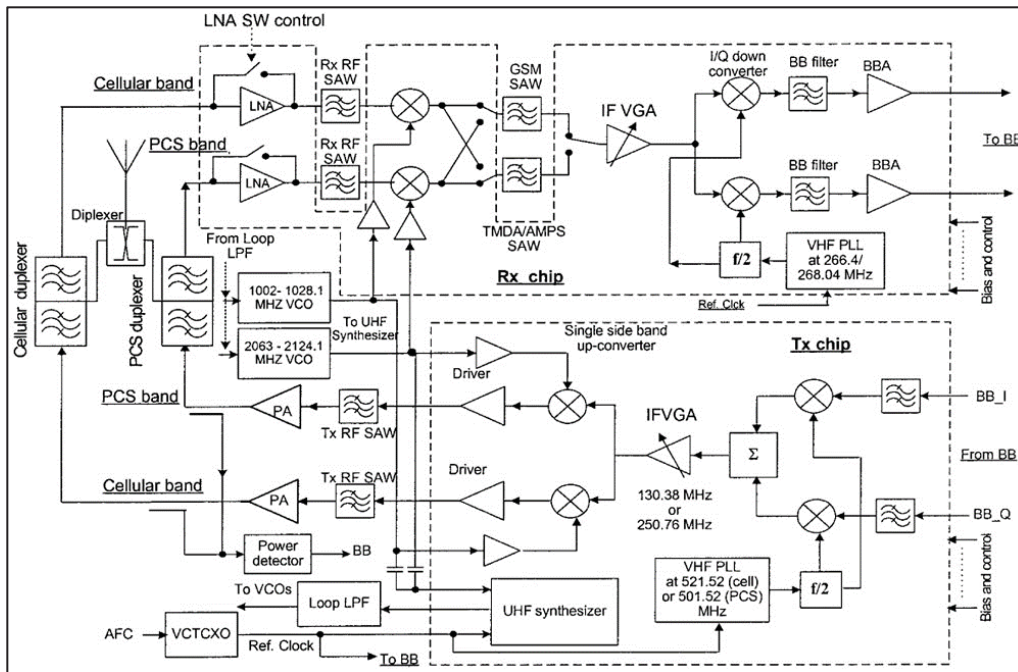 LNA SW control
Cellular band
LNA
Rx RF
SAW
GSM
SAW
I/Q down
converter
BB filter
BBA
IF VGA
To BB
PCS band
LNA
Rx RF
SAW
BB filter
BBA
TMDA/AMPS
SAW
Diplexer
From Loop
LPF
Rx chip
f/2
VHF PLL
at 266.4/
268.04 MHz
Ref. Clck
Bias and control
Cellular duplexer
PCS duplexer
1002- 1028.1
MHZ VCO
To UHF
Synthesizer
2063 - 2124.1
MHZ VCO
Single side band
up-converter
Tx chip
Driver
PCS band
PA
Tx RF SAW
IFVGA
Σ
BB_I
From BB
Tx RF SAW
Driver
Cellular band
PA
130.38 MHz
or
250.76 MHz
BB_Q
Power
detector
BB
VHF PLL
at 521.52 (cell)
or 501.52 (PCS)
MHz
f/2
Bias and control
To VCOs
Loop LPF
UHF synthesizer
AFC
VCTCXO
Ref. Clock
To BB